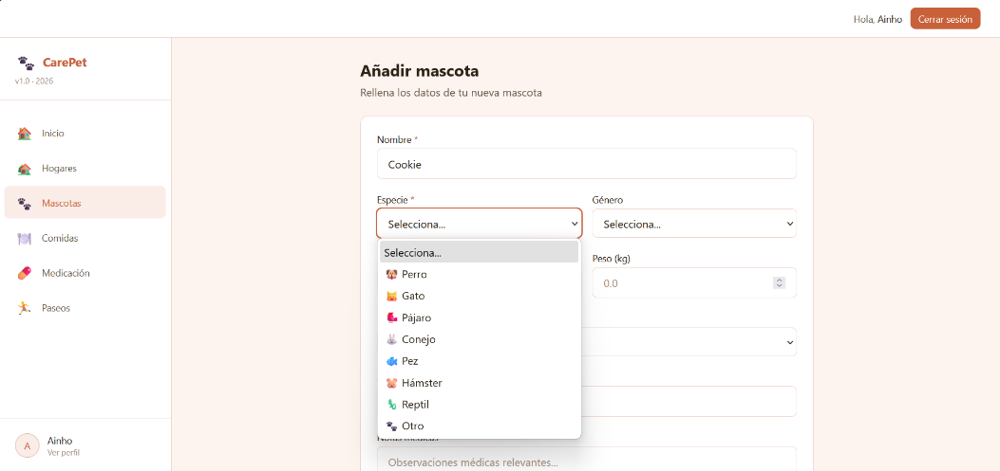 Hola, Ainho
Cerrar sesión
CarePet
v1.0 · 2026
Inicio
Hogares
Mascotas
Comidas
Medicación
Paseos
Ainho
A
Ver perfil
Añadir mascota
Rellena los datos de tu nueva mascota
Nombre *
Cookie
Especie *
Género
Selecciona...
Selecciona...
Selecciona...
Perro
Gato
Pájaro
Conejo
Pez
Hámster
Reptil
Otro
Peso (kg)
0.0
Observaciones médicas relevantes...